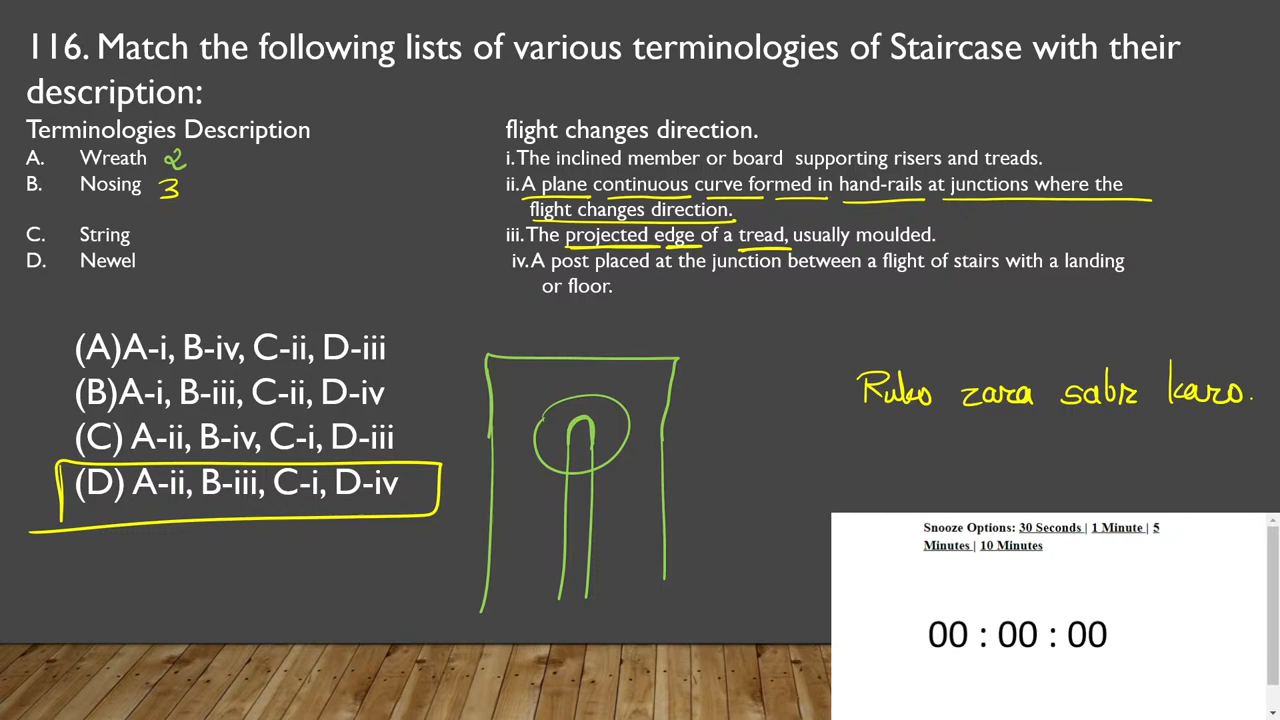 116. Match the following lists of various terminologies of Staircase with their
description:
Terminologies Description
A. Wreath 2
B. Nosing 3
C. String
D. Newel
flight changes direction.
i. The inclined member or board supporting risers and treads.
ii. A plane continuous curve formed in hand-rails at junctions where the
flight changes direction.
iii. The projected edge of a tread, usually moulded.
iv. A post placed at the junction between a flight of stairs with a landing
or floor.
(A)A-i, B-iv, C-ii, D-iii
(B)A-i, B-iii, C-ii, D-iv
(C) A-ii, B-iv, C-i, D-iii
(D) A-ii, B-iii, C-i, D-iv
Ruko zara sabr karo.
Snooze Options: 30 Seconds | 1 Minute | 5
Minutes | 10 Minutes
00 : 00 : 00